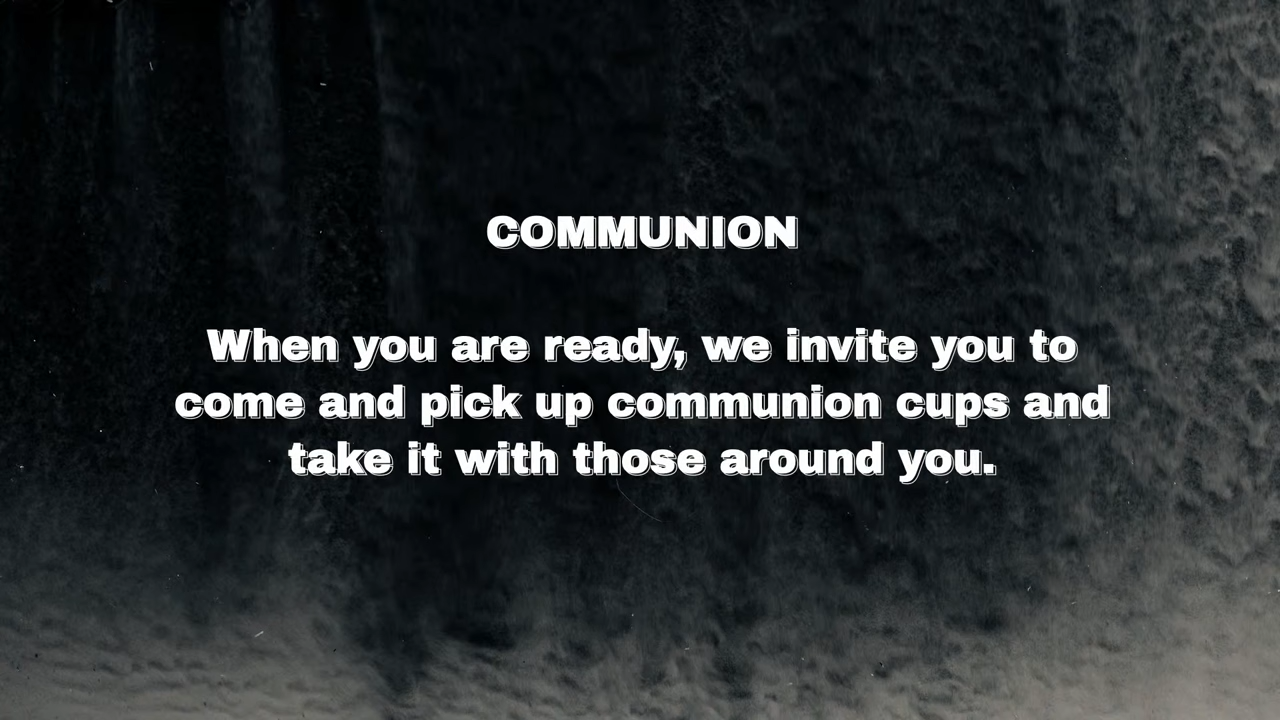 COMMUNION
When you are ready, we invite you to
come and pick up communion cups and
take it with those around you.